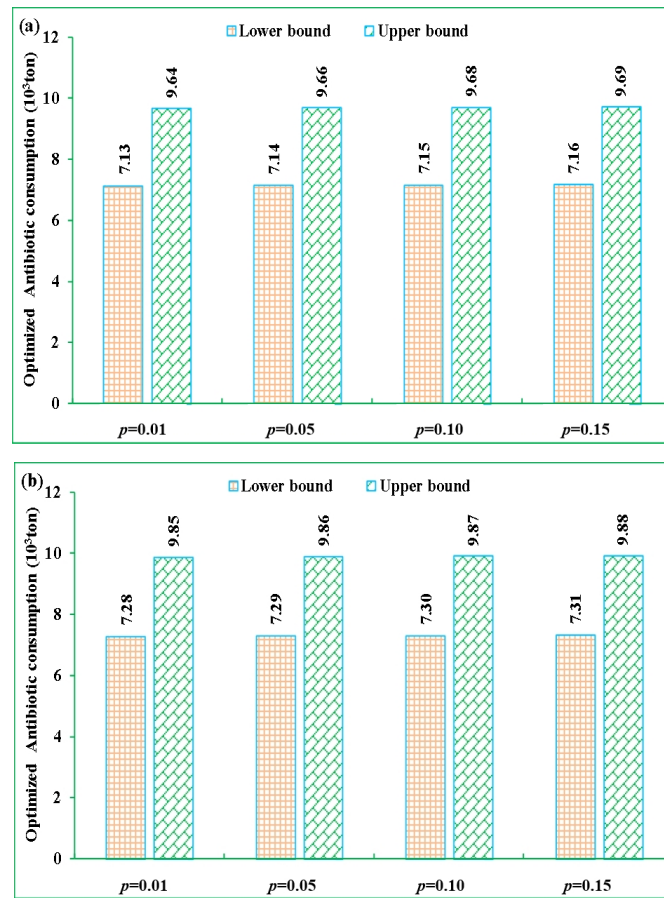 (a)
Lower bound Upper bound
Optimized Antibiotic consumption (10³ton)
12
10
8
6
4
2
0
7.13 9.64 7.14 9.66 7.15 9.68 7.16 9.69
p=0.01 p=0.05 p=0.10 p=0.15
(b)
Lower bound Upper bound
Optimized Antibiotic consumption (10³ton)
12
10
8
6
4
2
0
7.28 9.85 7.29 9.86 7.30 9.87 7.31 9.88
p=0.01 p=0.05 p=0.10 p=0.15